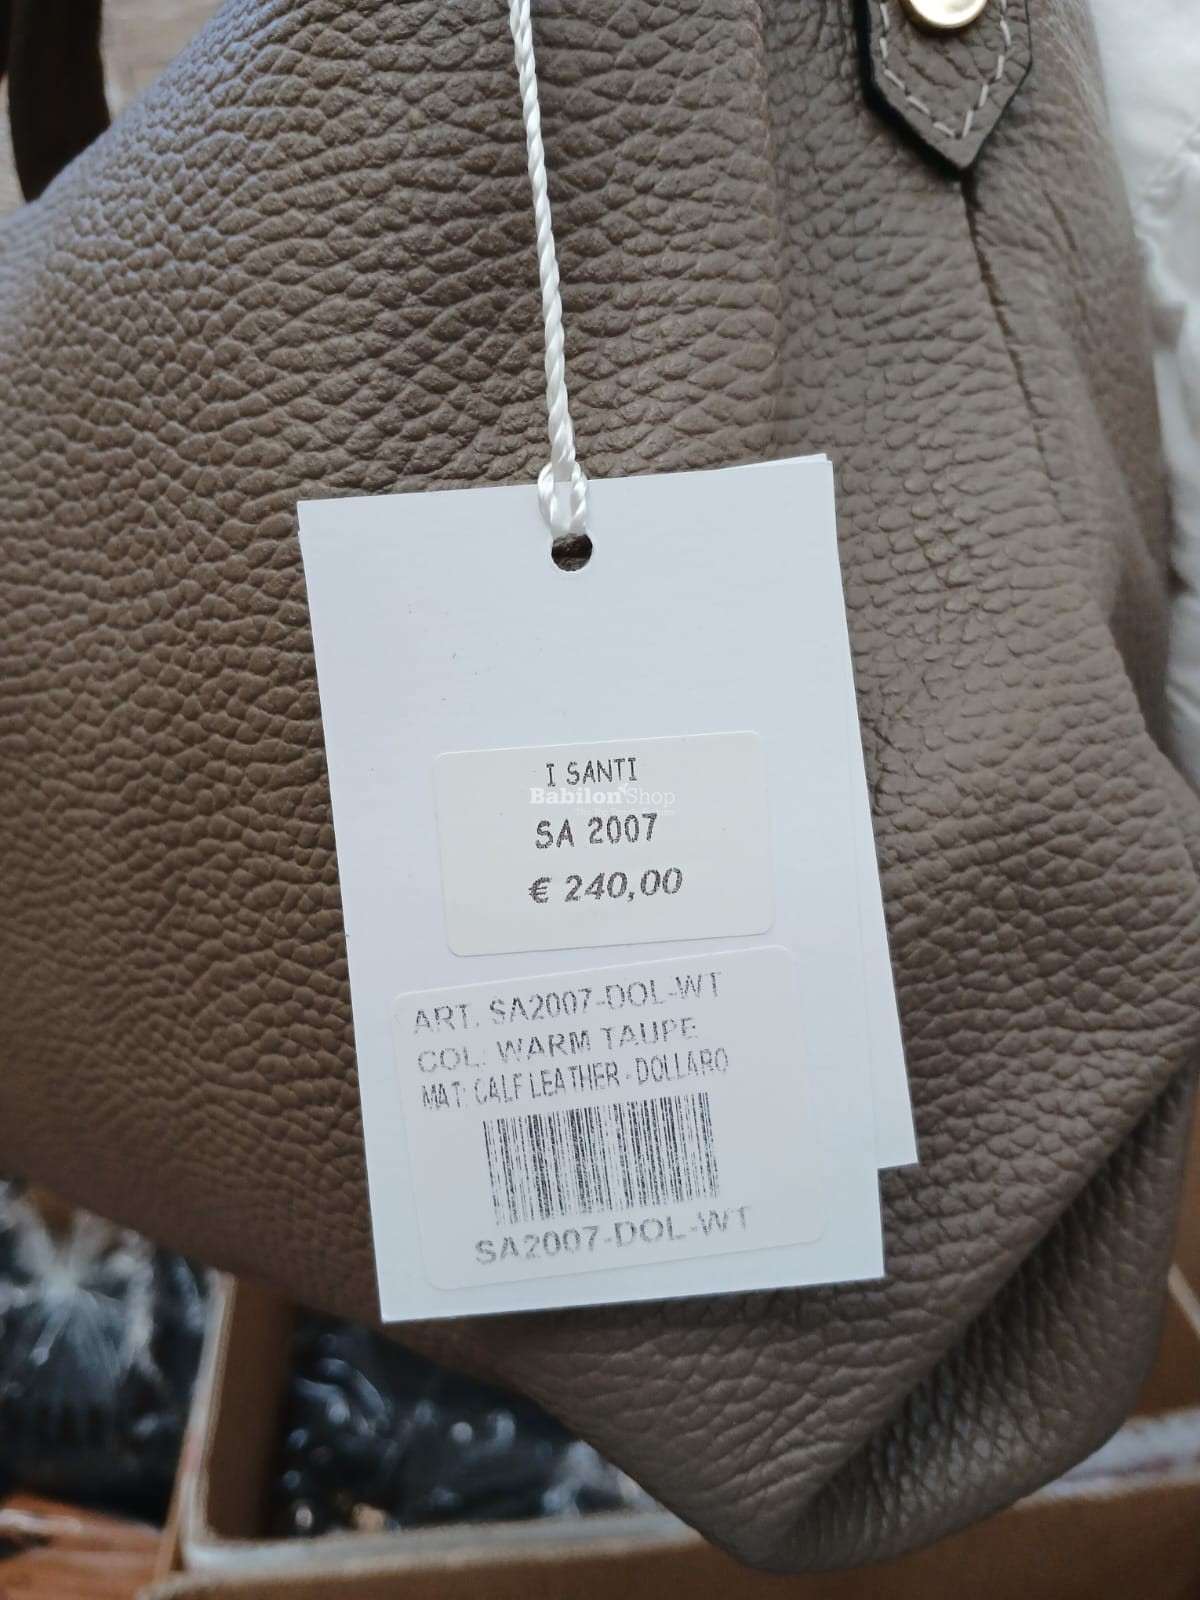 I SANTI
Babilon Shop
SA 2007
€ 240,00
ART. SA2007-DOL-WT
COL: WARM TAUPE
MAT: CALF LEATHER - DOLLARO
SA2007-DOL-WT